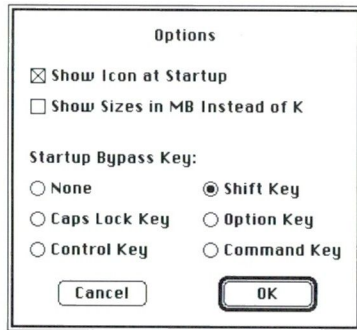 Options
Show Icon at Startup
Show Sizes in MB Instead of K
Startup Bypass Key:
None Shift Key
Caps Lock Key Option Key
Control Key Command Key
Cancel OK